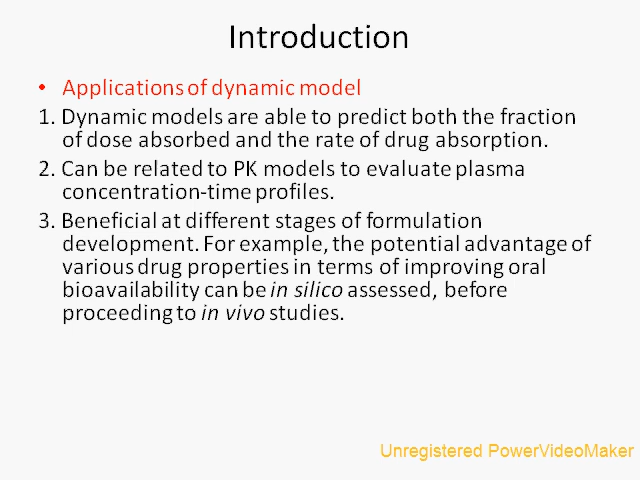 Introduction
• Applications of dynamic model
1. Dynamic models are able to predict both the fraction
of dose absorbed and the rate of drug absorption.
2. Can be related to PK models to evaluate plasma
concentration-time profiles.
3. Beneficial at different stages of formulation
development. For example, the potential advantage of
various drug properties in terms of improving oral
bioavailability can be in silico assessed, before
proceeding to in vivo studies.
Unregistered PowerVideoMaker